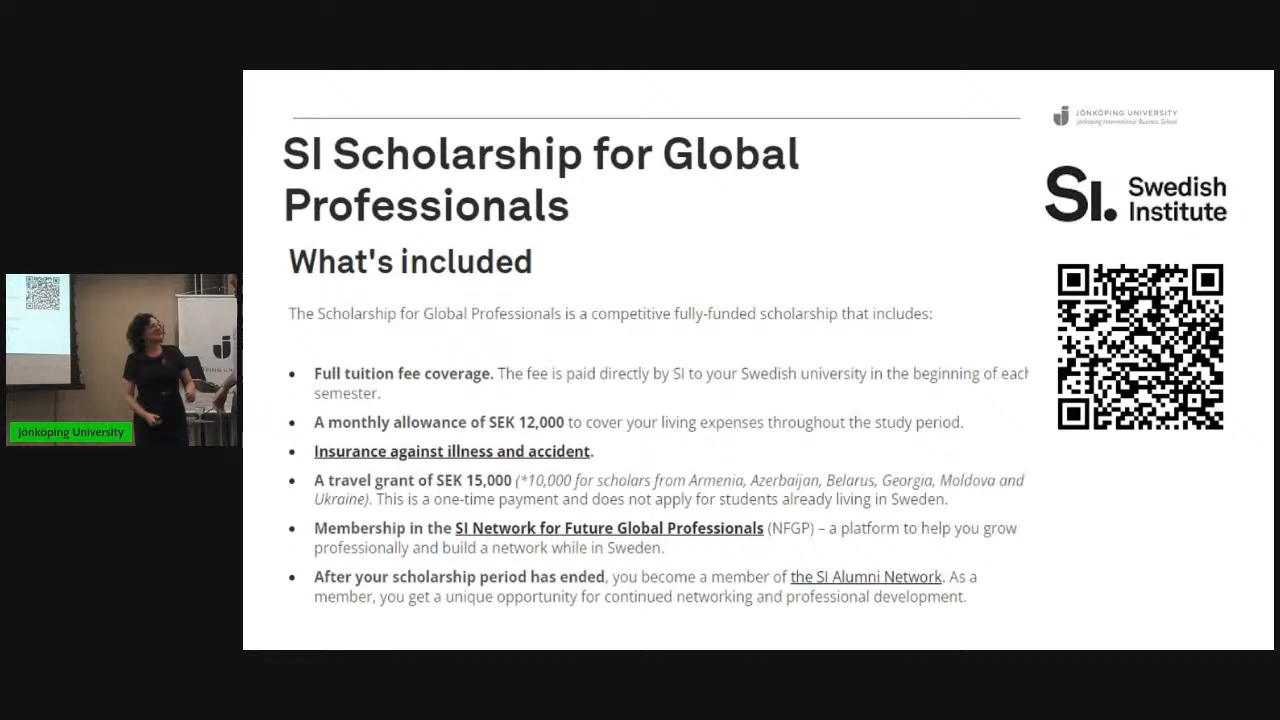 JÖNKÖPING UNIVERSITY
Jönköping International Business School
SI Scholarship for Global
Professionals
Si. Swedish
Institute
What's included
The Scholarship for Global Professionals is a competitive fully-funded scholarship that includes:
• Full tuition fee coverage. The fee is paid directly by SI to your Swedish university in the beginning of each
semester.
• A monthly allowance of SEK 12,000 to cover your living expenses throughout the study period.
• Insurance against illness and accident.
• A travel grant of SEK 15,000 (*10,000 for scholars from Armenia, Azerbaijan, Belarus, Georgia, Moldova and
Ukraine). This is a one-time payment and does not apply for students already living in Sweden.
• Membership in the SI Network for Future Global Professionals (NFGP) – a platform to help you grow
professionally and build a network while in Sweden.
• After your scholarship period has ended, you become a member of the SI Alumni Network. As a
member, you get a unique opportunity for continued networking and professional development.
Jönköping University